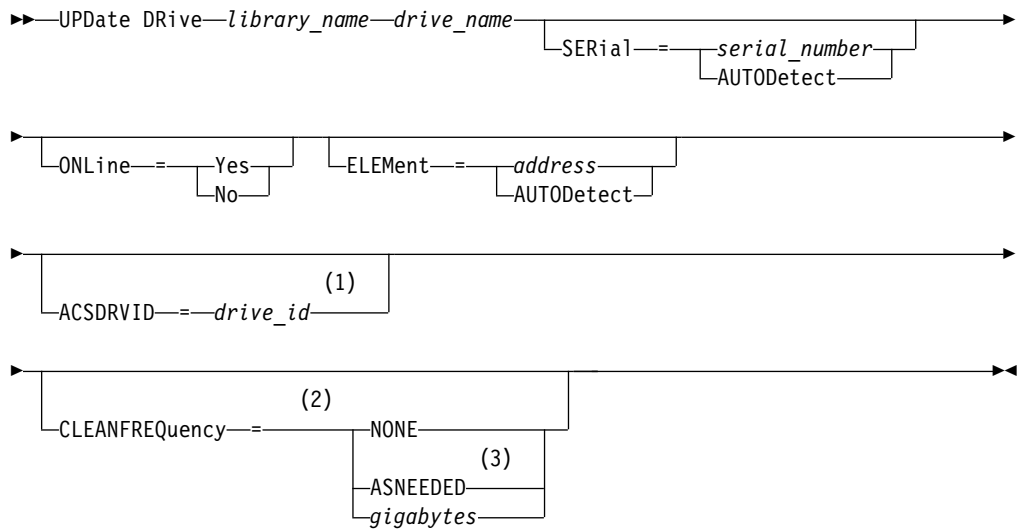 UPDate DRive library_name drive_name
SERial = serial_number
AUTODetect
ONLine = Yes
No
ELEMent = address
AUTODetect
(1)
ACSDRVID = drive_id
(2)
CLEANFREQuency = NONE
(3)
ASNEEDED
gigabytes